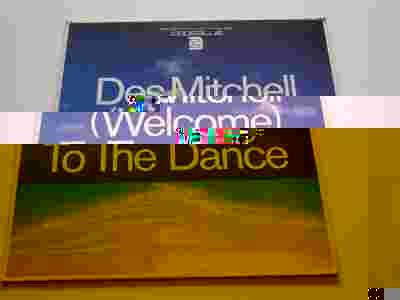 Des Mitchell
(Welcome)
To The Dance